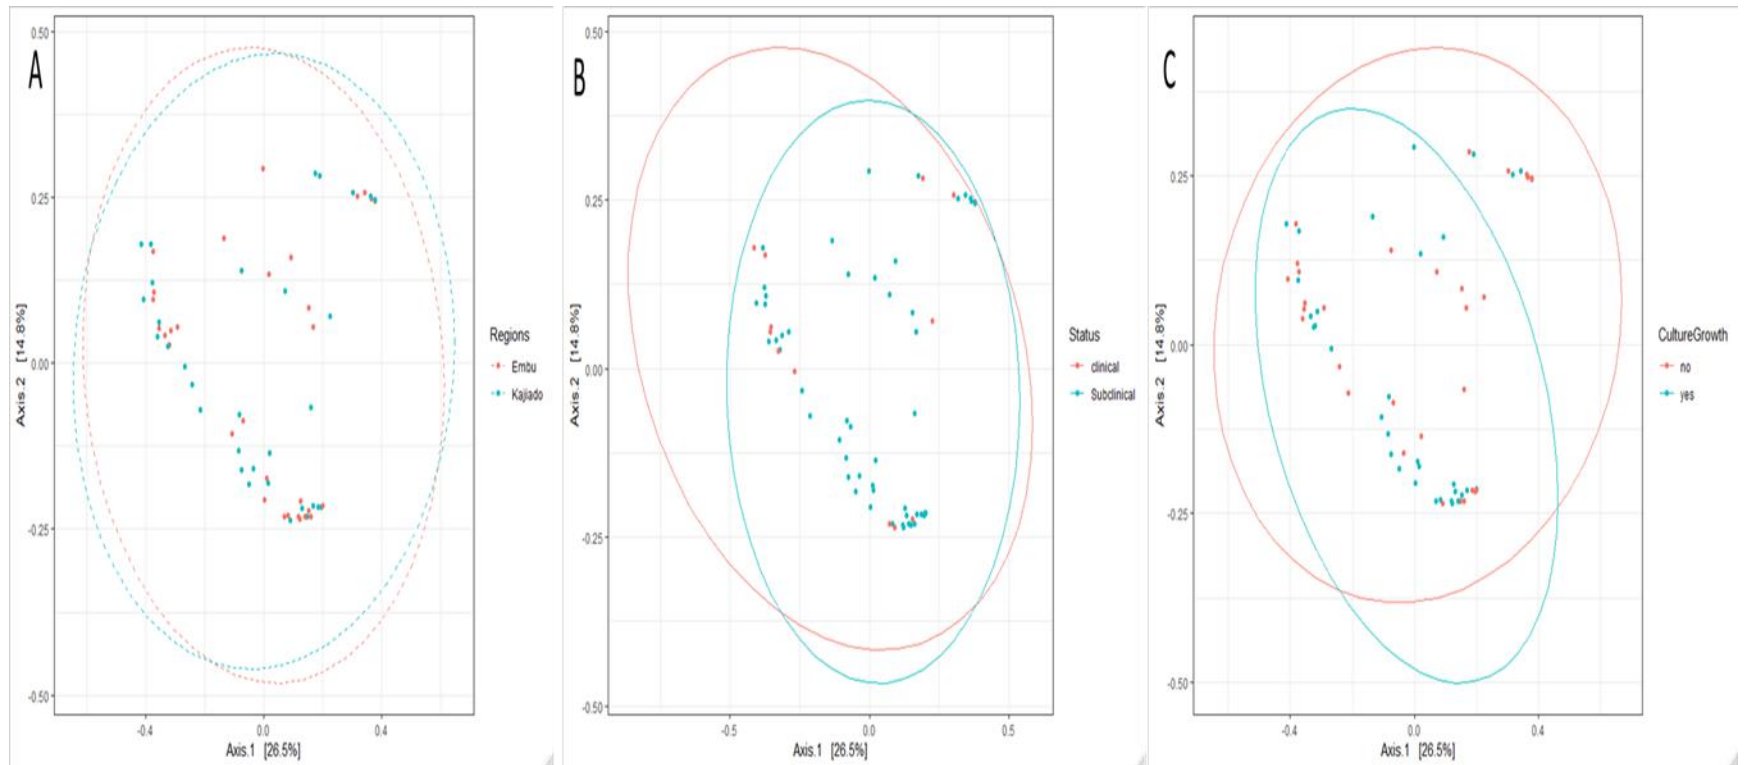 A
0.50
0.25
0.00
-0.25
-0.50
Axis.2 [14.8%]
-0.4
0.0
0.4
Axis.1 [26.5%]
Regions
Embu
Kajiado
B
0.50
0.25
0.00
-0.25
-0.50
Axis.2 [14.8%]
-0.5
0.0
0.5
Axis.1 [26.5%]
Status
clinical
Subclinical
C
0.25
0.00
-0.25
-0.50
Axis.2 [14.8%]
-0.4
0.0
0.4
Axis.1 [26.5%]
CultureGrowth
no
yes